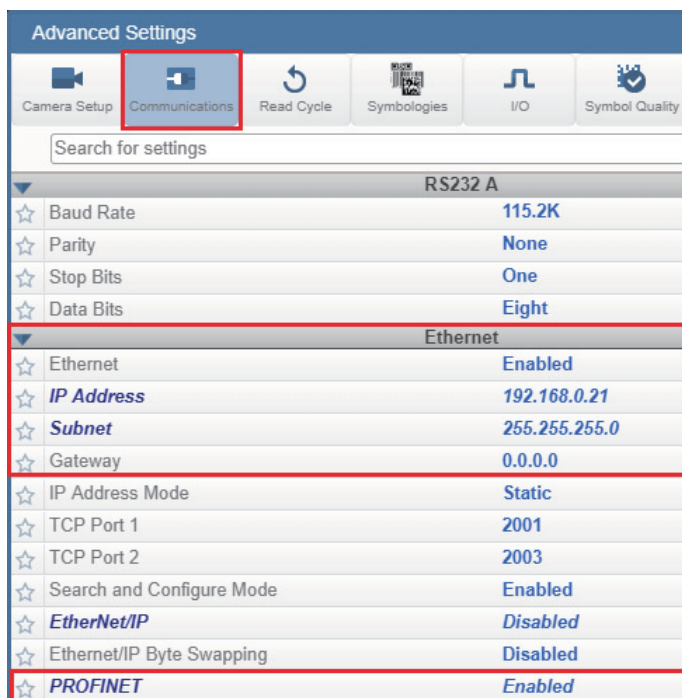 Advanced Settings
Camera Setup Communications Read Cycle Symbologies I/O Symbol Quality
Search for settings
RS232 A
Baud Rate 115.2K
Parity None
Stop Bits One
Data Bits Eight
Ethernet
Ethernet Enabled
IP Address 192.168.0.21
Subnet 255.255.255.0
Gateway 0.0.0.0
IP Address Mode Static
TCP Port 1 2001
TCP Port 2 2003
Search and Configure Mode Enabled
EtherNet/IP Disabled
Ethernet/IP Byte Swapping Disabled
PROFINET Enabled